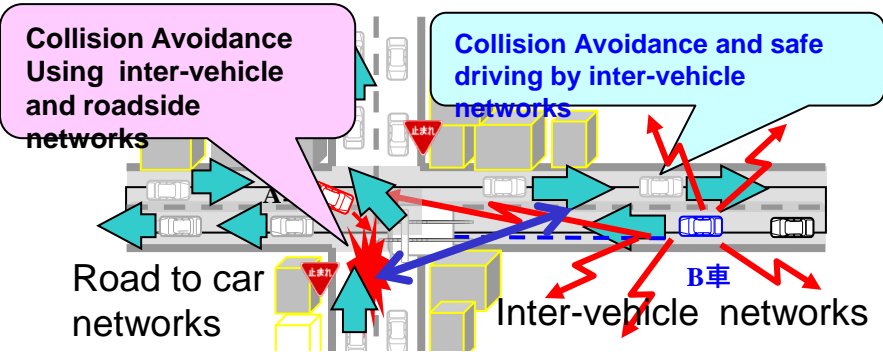 Collision Avoidance
Using inter-vehicle
and roadside
networks
Collision Avoidance and safe
driving by inter-vehicle
networks
止まれ
A
止まれ
Road to car
networks
B車
Inter-vehicle networks